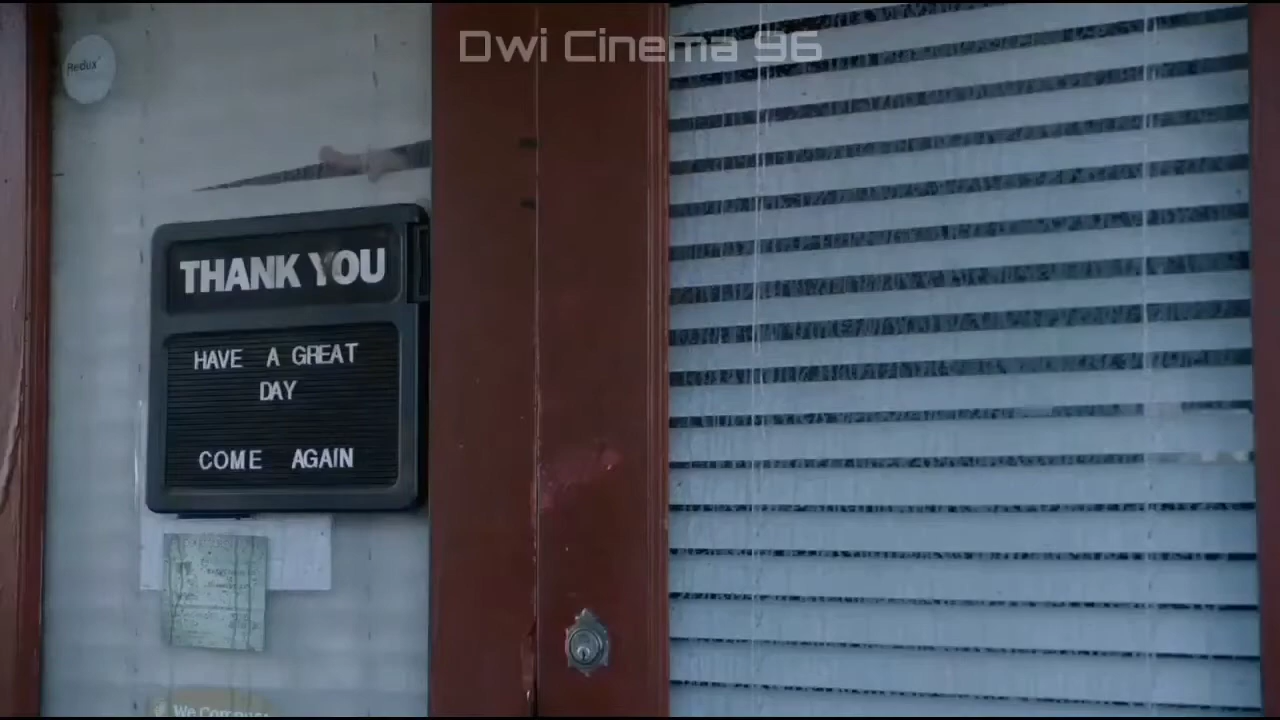 Dwi Cinema 96
Redux
THANK YOU
HAVE A GREAT
DAY
COME AGAIN